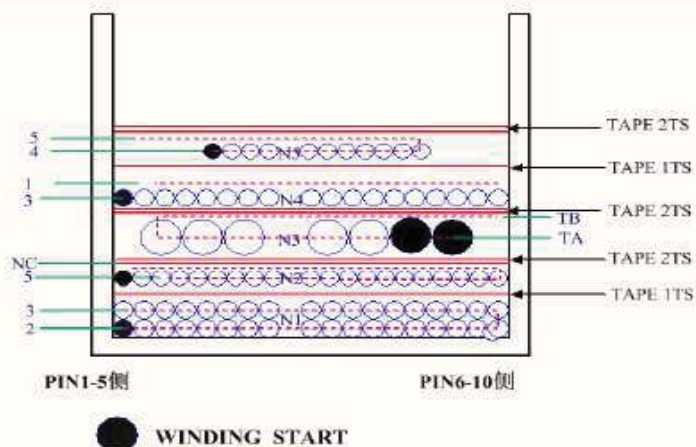 TAPE 2TS
5
4
N5
TAPE 1TS
1
3
N4
TAPE 2TS
TB
N3
TA
NC
TAPE 2TS
5
N2
TAPE 1TS
3
N1
2
PIN1-5侧
PIN6-10侧
WINDING START